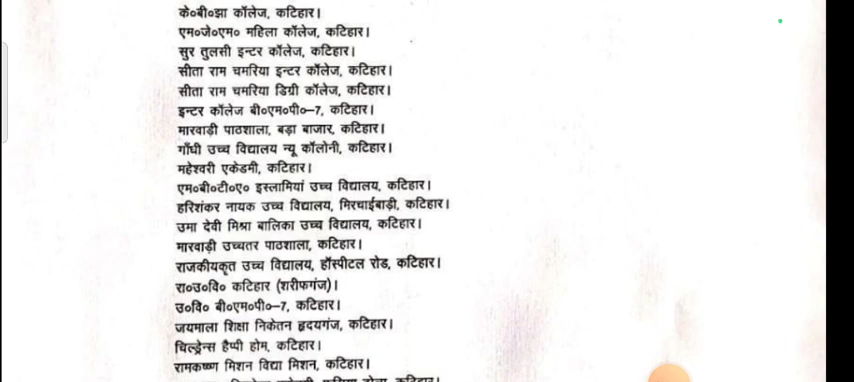 के०बी०झा कॉलेज, कटिहार।
एम०जे०एम० महिला कॉलेज, कटिहार।
सुर तुलसी इन्टर कॉलेज, कटिहार।
सीता राम चमरिया इन्टर कॉलेज, कटिहार।
सीता राम चमरिया डिग्री कॉलेज, कटिहार।
इन्टर कॉलेज बी०एम०पी०–7, कटिहार।
मारवाड़ी पाठशाला, बड़ा बाजार, कटिहार।
गाँधी उच्च विद्यालय न्यू कॉलोनी, कटिहार।
महेश्वरी एकेडमी, कटिहार।
एम०बी०टी०ए० इस्लामियां उच्च विद्यालय, कटिहार।
हरिशंकर नायक उच्च विद्यालय, मिरचाईबाड़ी, कटिहार।
उमा देवी मिश्रा बालिका उच्च विद्यालय, कटिहार।
मारवाड़ी उच्चतर पाठशाला, कटिहार।
राजकीयकृत उच्च विद्यालय, हॉस्पीटल रोड, कटिहार।
रा०उ०वि० कटिहार (शरीफगंज)।
उ०वि० बी०एम०पी०–7, कटिहार।
जयमाला शिक्षा निकेतन हृदयगंज, कटिहार।
चिल्ड्रेन्स हैप्पी होम, कटिहार।
रामकृष्ण मिशन विद्या मिशन, कटिहार।
कटिहार।